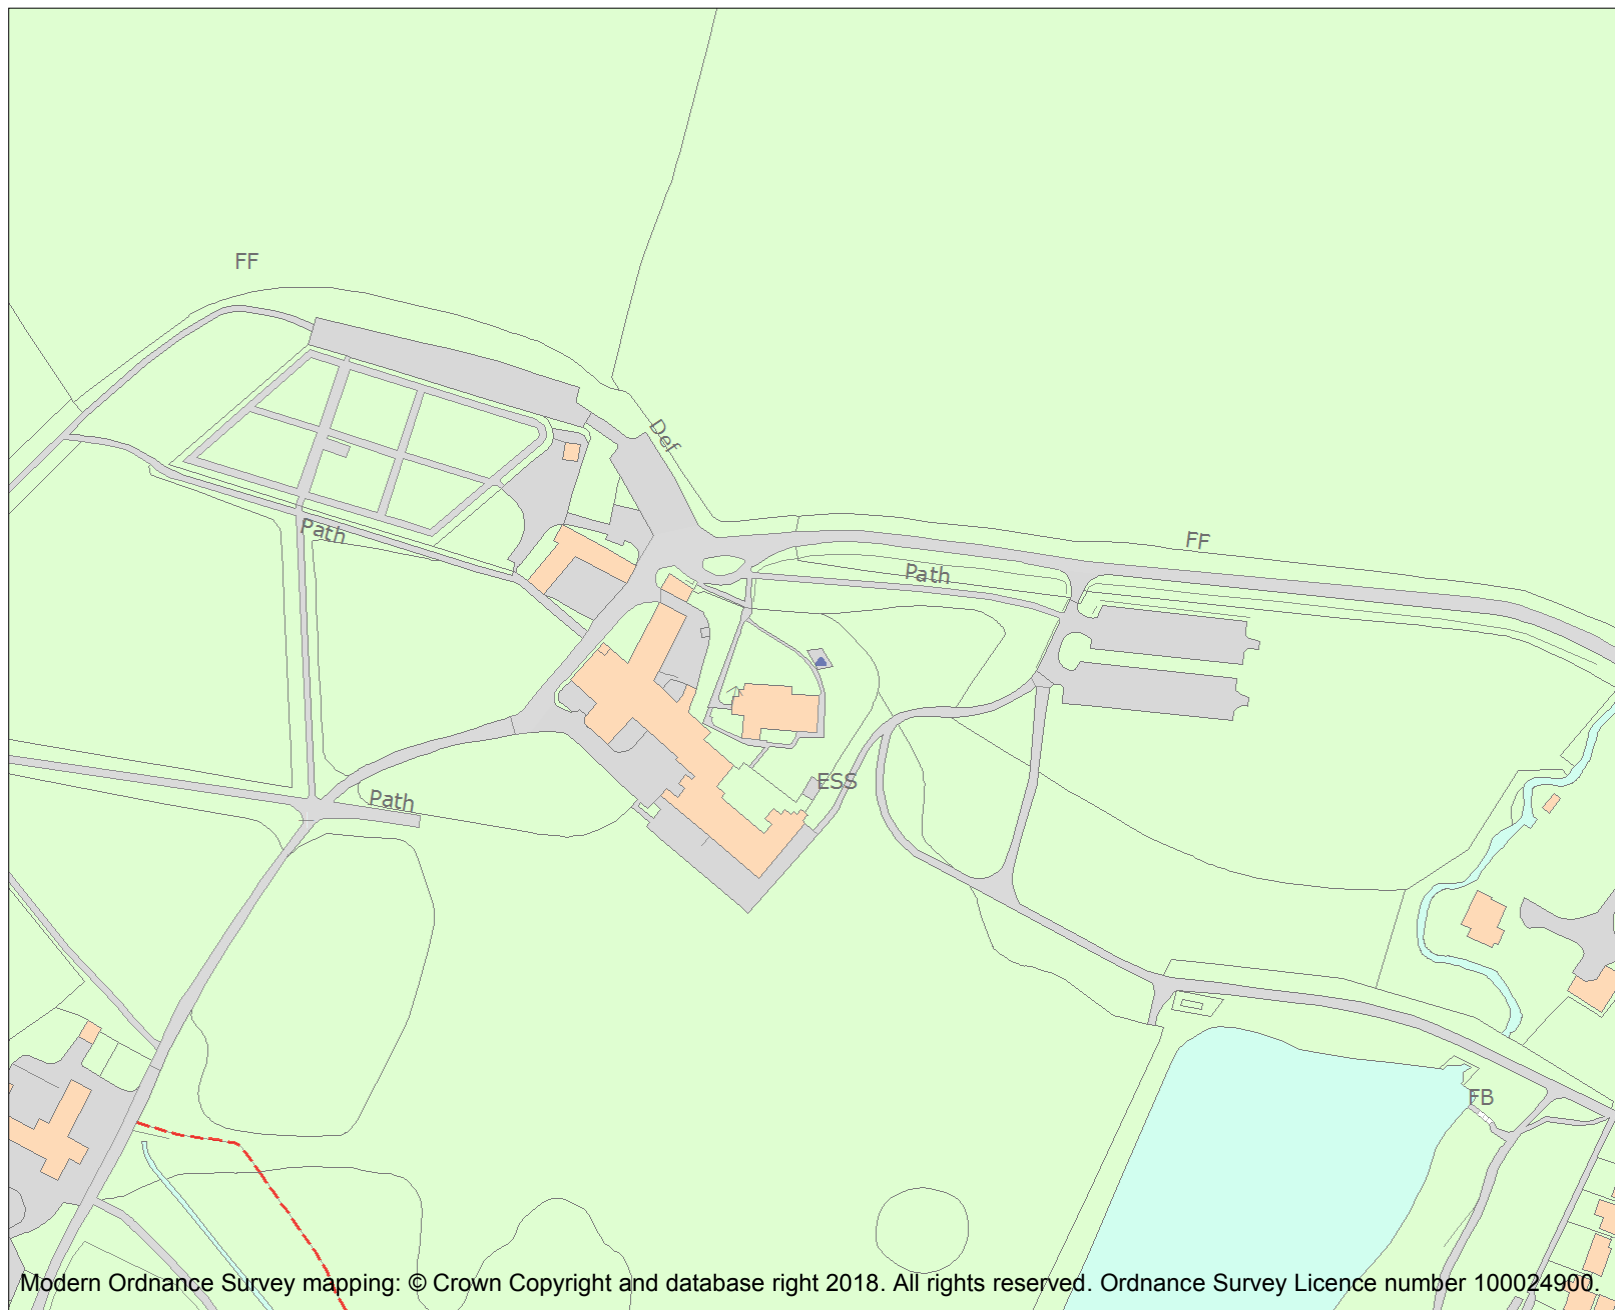 FF
Def
Path
FF
Path
ESS
Path
FB
Modern Ordnance Survey mapping: © Crown Copyright and database right 2018. All rights reserved. Ordnance Survey Licence number 100024900.